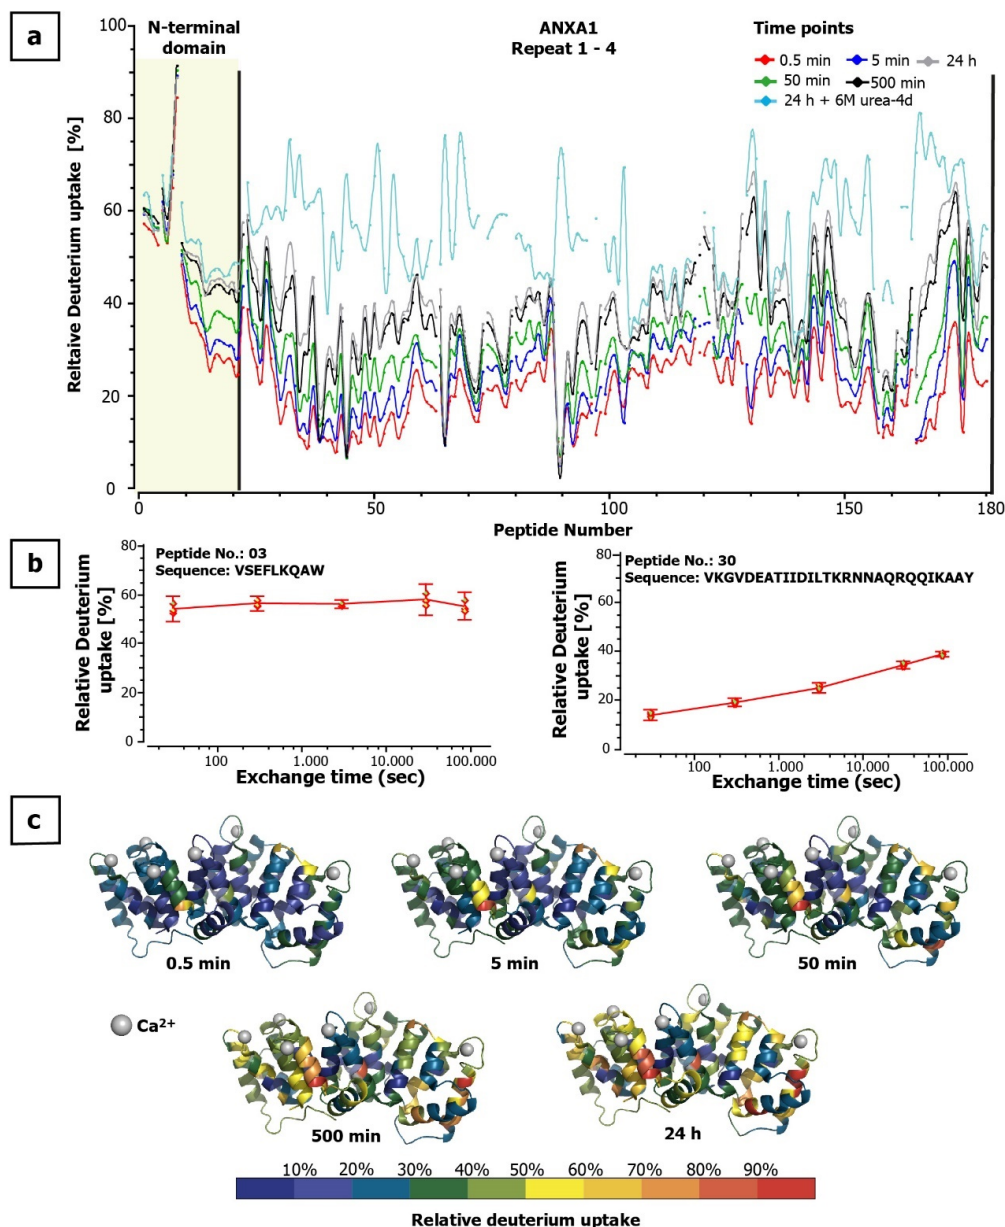 a
N-terminal
domain
ANXA1
Repeat 1 - 4
Time points
0.5 min
5 min
24 h
50 min
500 min
24 h + 6M urea-4d
Reltaive Deuterium uptake [%]
100
80
60
40
20
0
0
50
100
150
180
Peptide Number
b
Peptide No.: 03
Sequence: VSEFLKQAW
Relative Deuterium
uptake [%]
80
60
40
20
0
100
1.000
10.000
100.000
Exchange time (sec)
Peptide No.: 30
Sequence: VKGVDEATIIDILTKRNNAQRQQIKAAY
Relative Deuterium
uptake [%]
80
60
40
20
0
100
1.000
10.000
100.000
Exchange time (sec)
c
0.5 min
5 min
50 min
Ca²⁺
500 min
24 h
10% 20% 30% 40% 50% 60% 70% 80% 90%
Relative deuterium uptake